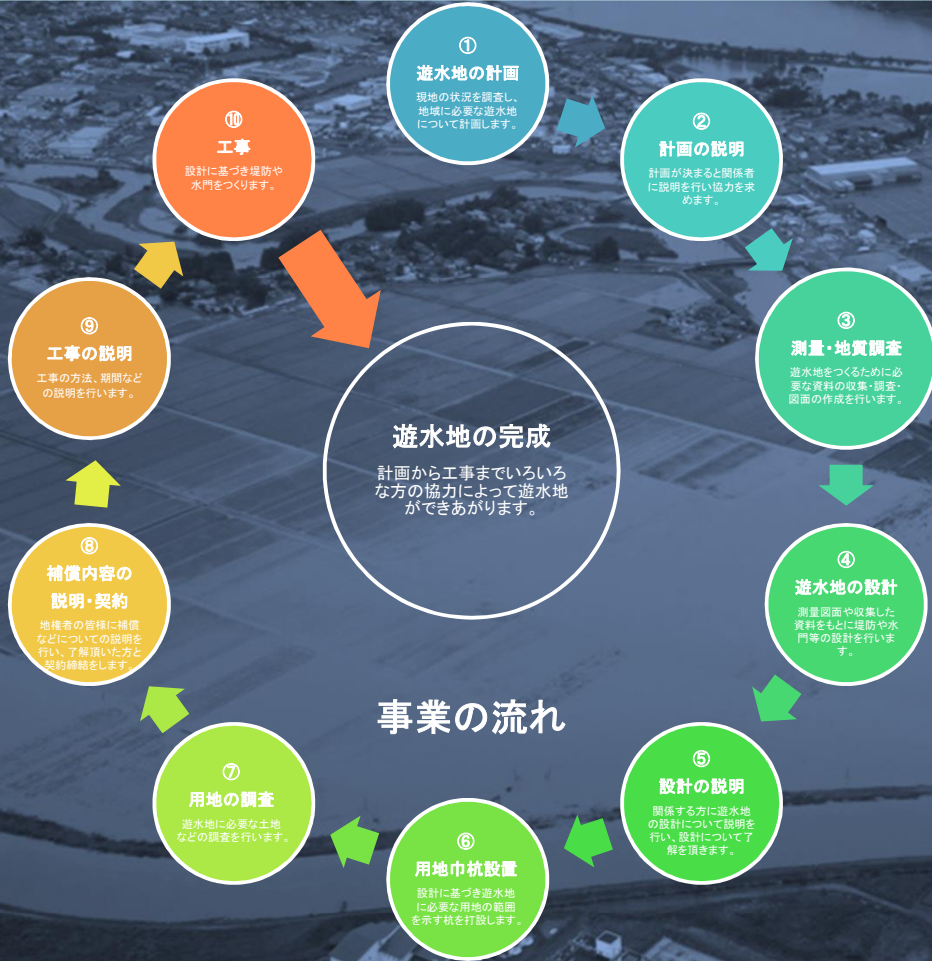 ①
遊水地の計画
現地の状況を調査し、
地域に必要な遊水地
について計画します。
②
計画の説明
計画が決まると関係者
に説明を行い協力を求
めます。
③
測量・地質調査
遊水地をつくるために必
要な資料の収集・調査・
図面の作成を行います。
④
遊水地の設計
測量図面や収集した
資料をもとに堤防や水
門等の設計を行いま
す。
⑤
設計の説明
関係する方に遊水地
の設計について説明を
行い、設計について了
解を頂きます。
⑥
用地巾杭設置
設計に基づき遊水地
に必要な用地の範囲
を示す杭を打設します。
⑦
用地の調査
遊水地に必要な土地
などの調査を行います。
⑧
補償内容の
説明・契約
地権者の皆様に補償
などについての説明を
行い、了解頂いた方と
契約締結をします。
⑨
工事の説明
工事の方法、期間など
の説明を行います。
⑩
工事
設計に基づき堤防や
水門をつくります。
遊水地の完成
計画から工事までいろいろ
な方の協力によって遊水地
ができあがります。
事業の流れ